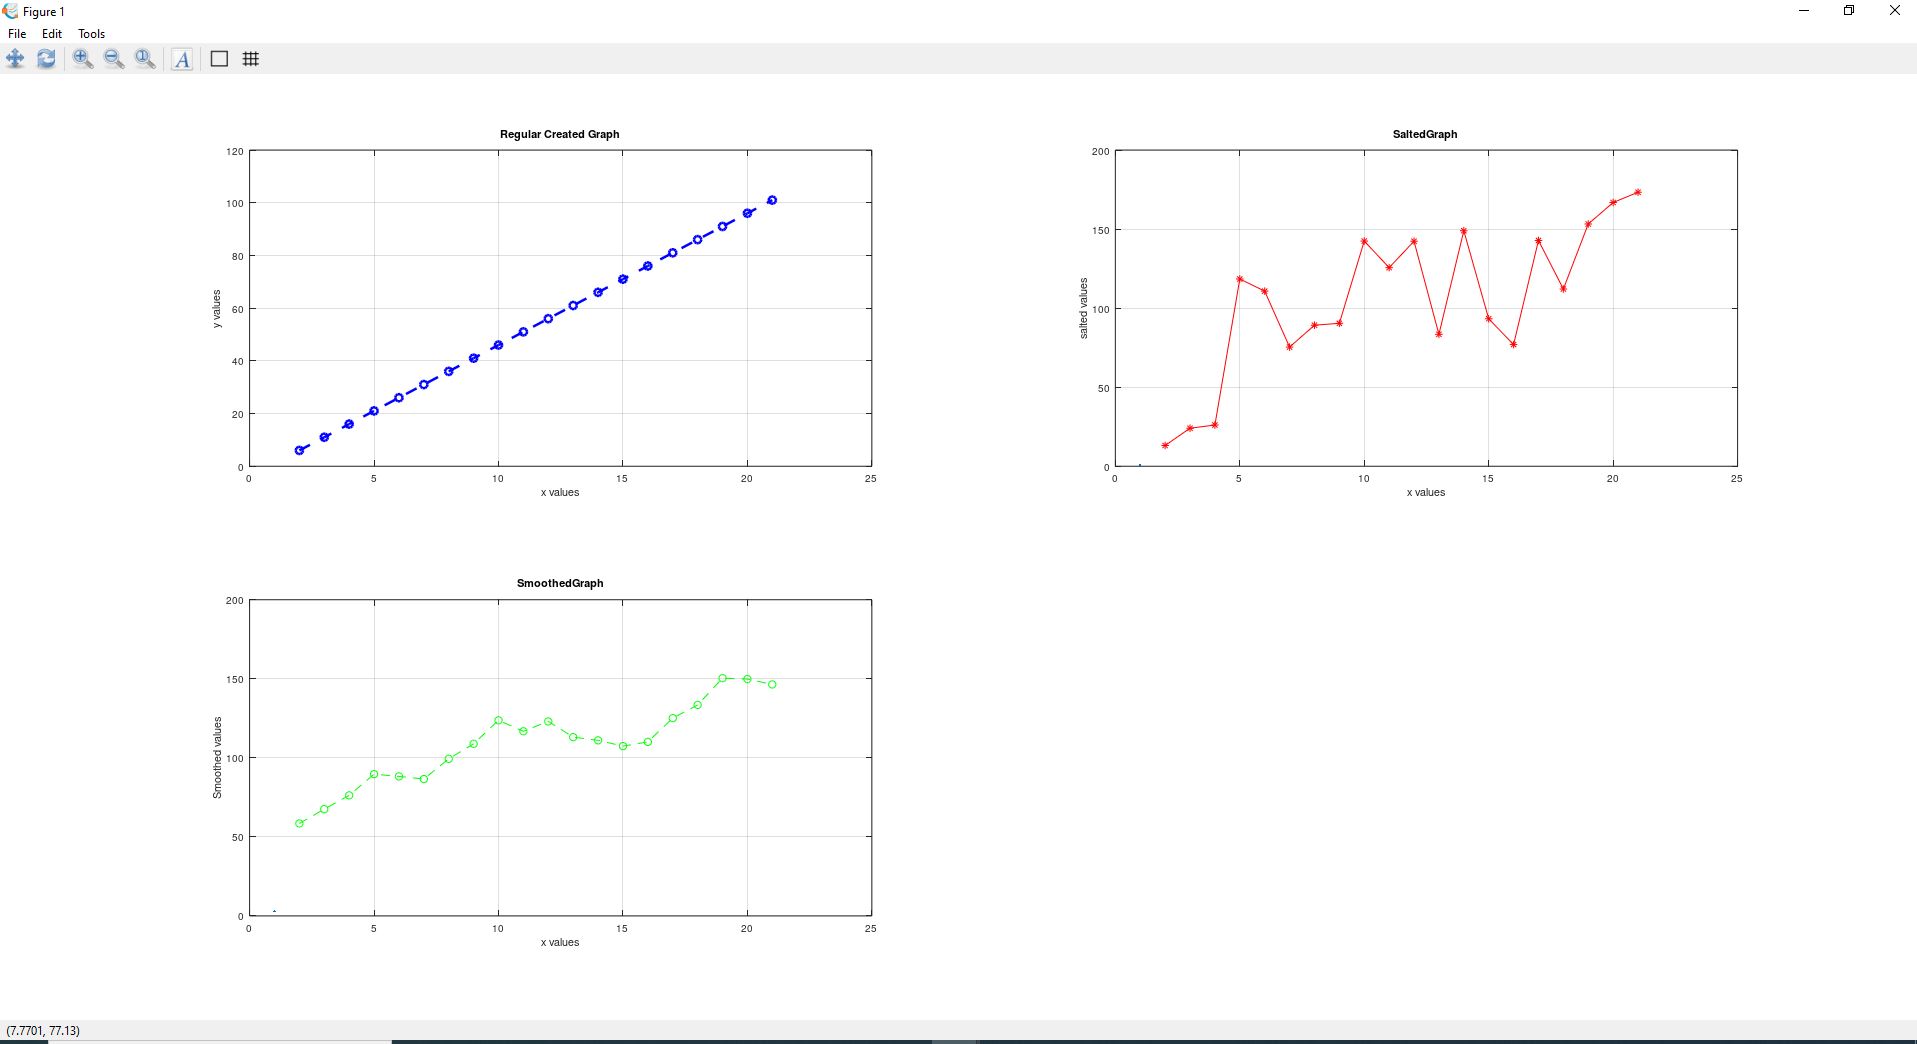 Figure 1
File Edit Tools
A
Regular Created Graph
120
100
80
60
40
20
0
y values
0 5 10 15 20 25
x values
SaltedGraph
200
150
100
50
0
salted values
0 5 10 15 20 25
x values
SmoothedGraph
200
150
100
50
0
Smoothed values
0 5 10 15 20 25
x values
(7.7701, 77.13)